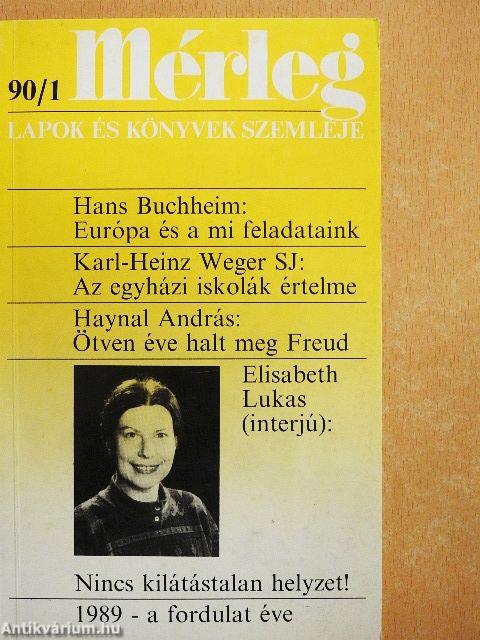 90/1 Mérleg
LAPOK ÉS KÖNYVEK SZEMLÉJE
Hans Buchheim:
Európa és a mi feladataink
Karl-Heinz Weger SJ:
Az egyházi iskolák értelme
Haynal András:
Ötven éve halt meg Freud
Elisabeth
Lukas
(interjú):
Nincs kilátástalan helyzet!
1989 - a fordulat éve
Antikvárium.hu